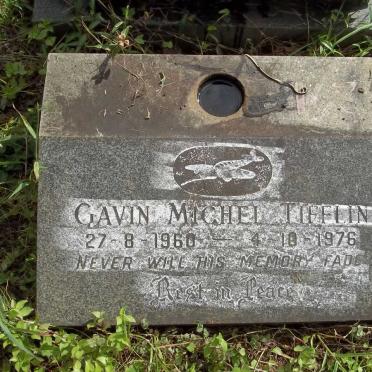 GAVIN MICHEL TIFFLIN
27-8-1960 — 4-10-1976
NEVER WILL HIS MEMORY FADE
Rest in Peace